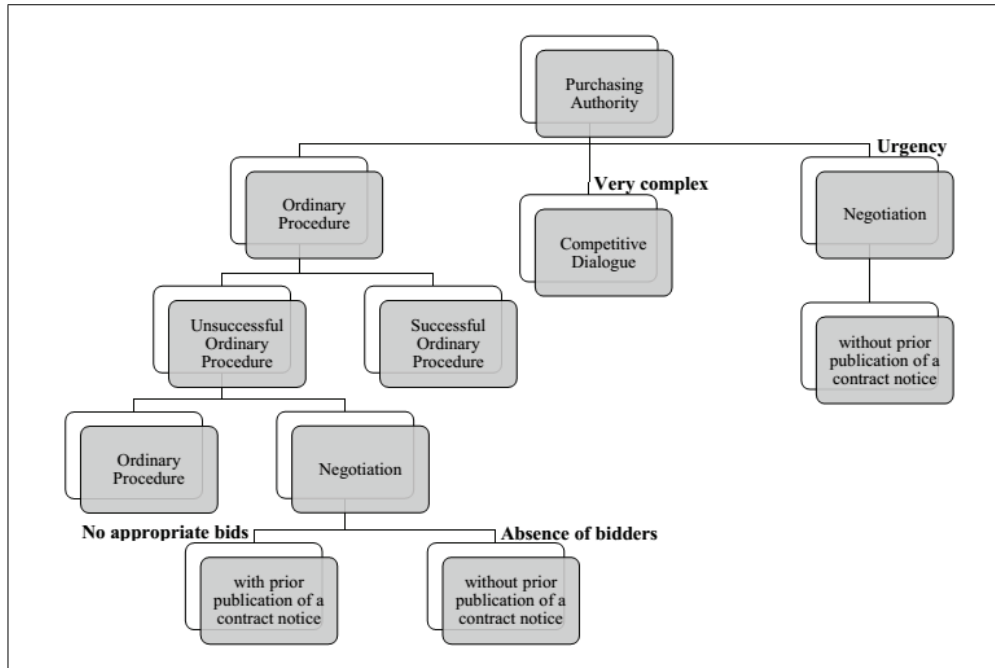 Purchasing
Authority
Urgency
Ordinary
Procedure
Very complex
Competitive
Dialogue
Negotiation
Unsuccessful
Ordinary
Procedure
Successful
Ordinary
Procedure
without prior
publication of a
contract notice
Ordinary
Procedure
Negotiation
No appropriate bids
Absence of bidders
with prior
publication of a
contract notice
without prior
publication of a
contract notice